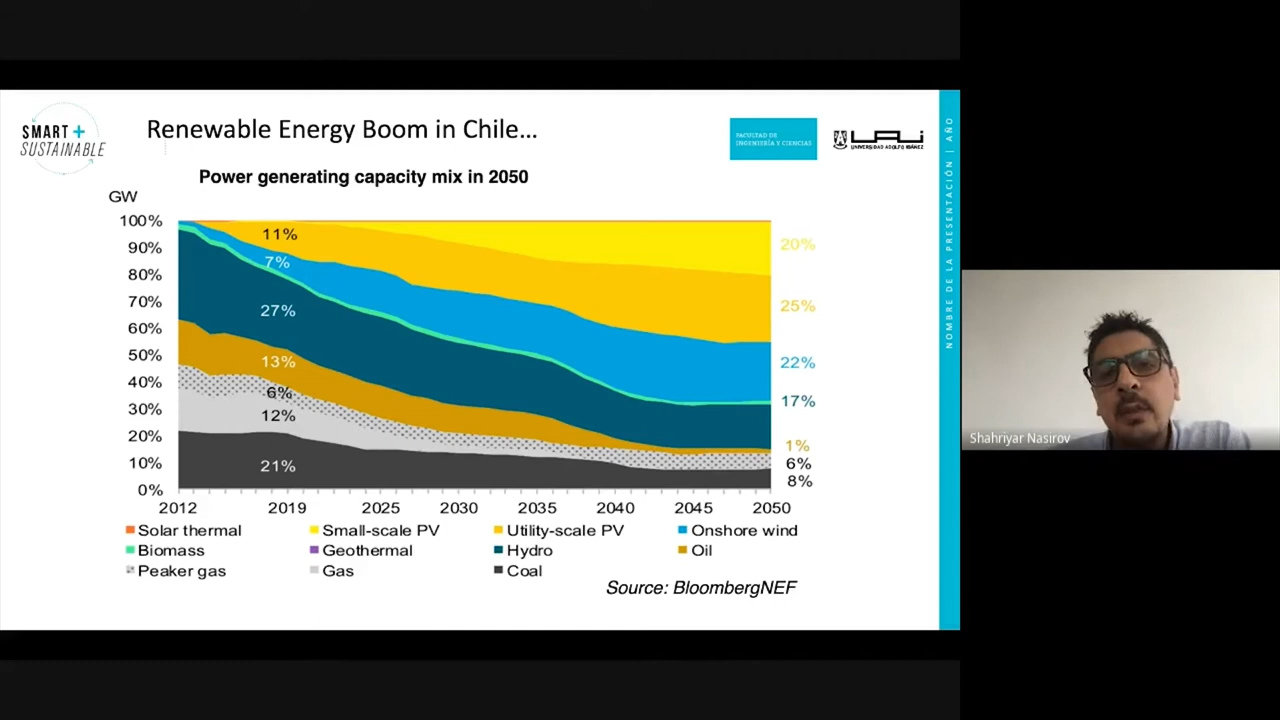 SMART +
SUSTAINABLE
Renewable Energy Boom in Chile...
FACULTAD DE
INGENIERÍA Y CIENCIAS
UAI
UNIVERSIDAD ADOLFO IBÁÑEZ
NOMBRE DE LA PRESENTACIÓN | AÑO
Power generating capacity mix in 2050
GW
100%
90%
80%
70%
60%
50%
40%
30%
20%
10%
0%
11%
7%
27%
13%
6%
12%
21%
20%
25%
22%
17%
1%
6%
8%
2012 2019 2025 2030 2035 2040 2045 2050
Solar thermal Small-scale PV Utility-scale PV Onshore wind
Biomass Geothermal Hydro Oil
Peaker gas Gas Coal
Source: BloombergNEF
Shahriyar Nasirov